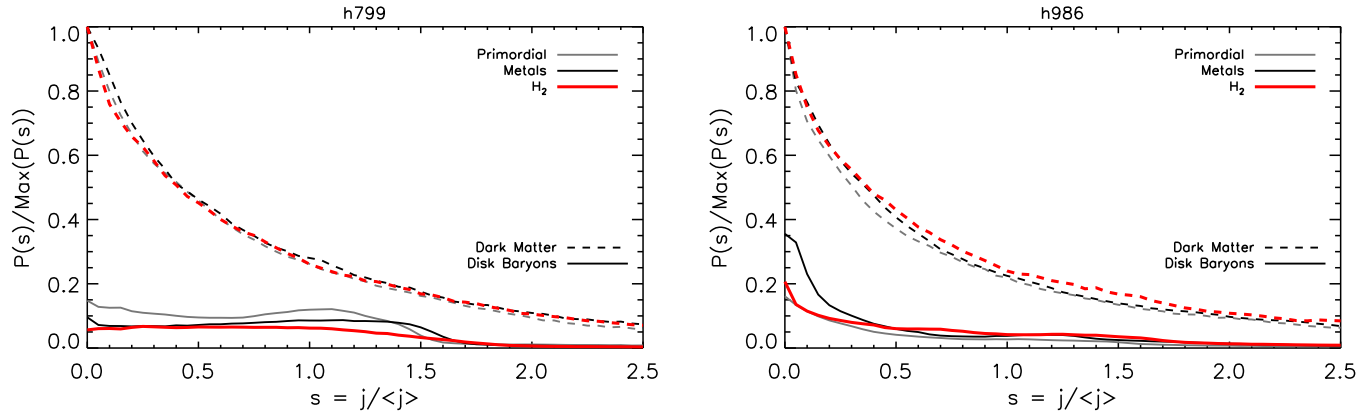 h799
P(s)/Max(P(s))
1.0
0.8
0.6
0.4
0.2
0.0
Primordial
Metals
H₂
Dark Matter
Disk Baryons
0.0 0.5 1.0 1.5 2.0 2.5
s = j/<j>
h986
P(s)/Max(P(s))
1.0
0.8
0.6
0.4
0.2
0.0
Primordial
Metals
H₂
Dark Matter
Disk Baryons
0.0 0.5 1.0 1.5 2.0 2.5
s = j/<j>